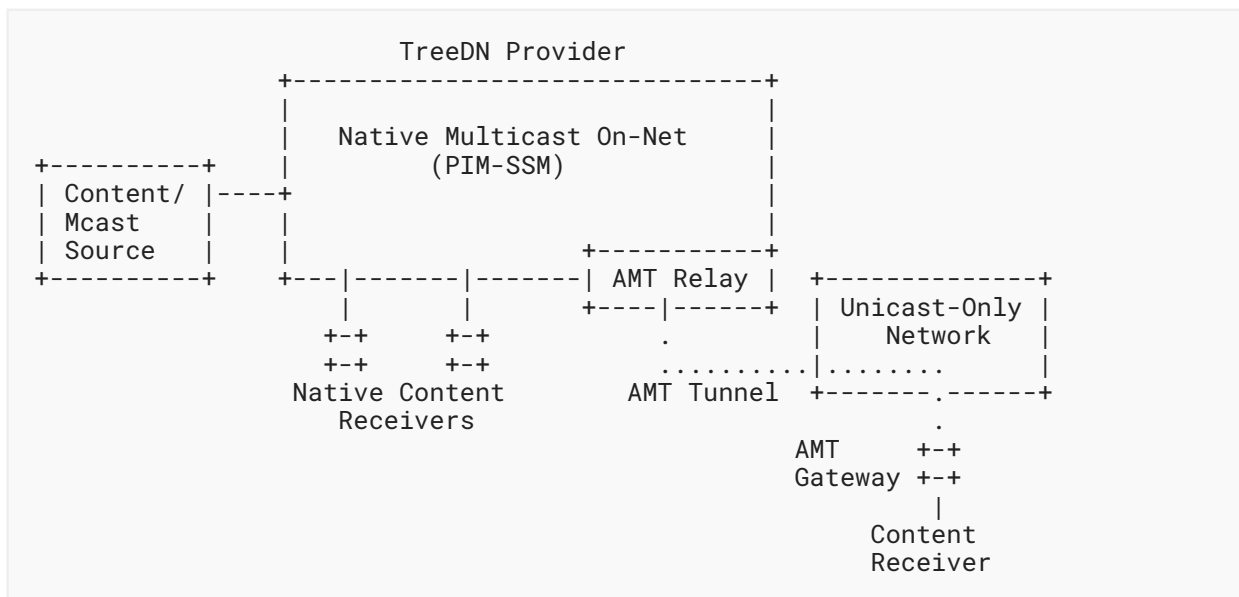 TreeDN Provider
Native Multicast On-Net
(PIM-SSM)
Content/
Mcast
Source
AMT Relay
Unicast-Only
Network
Native Content
Receivers
AMT Tunnel
AMT
Gateway
Content
Receiver